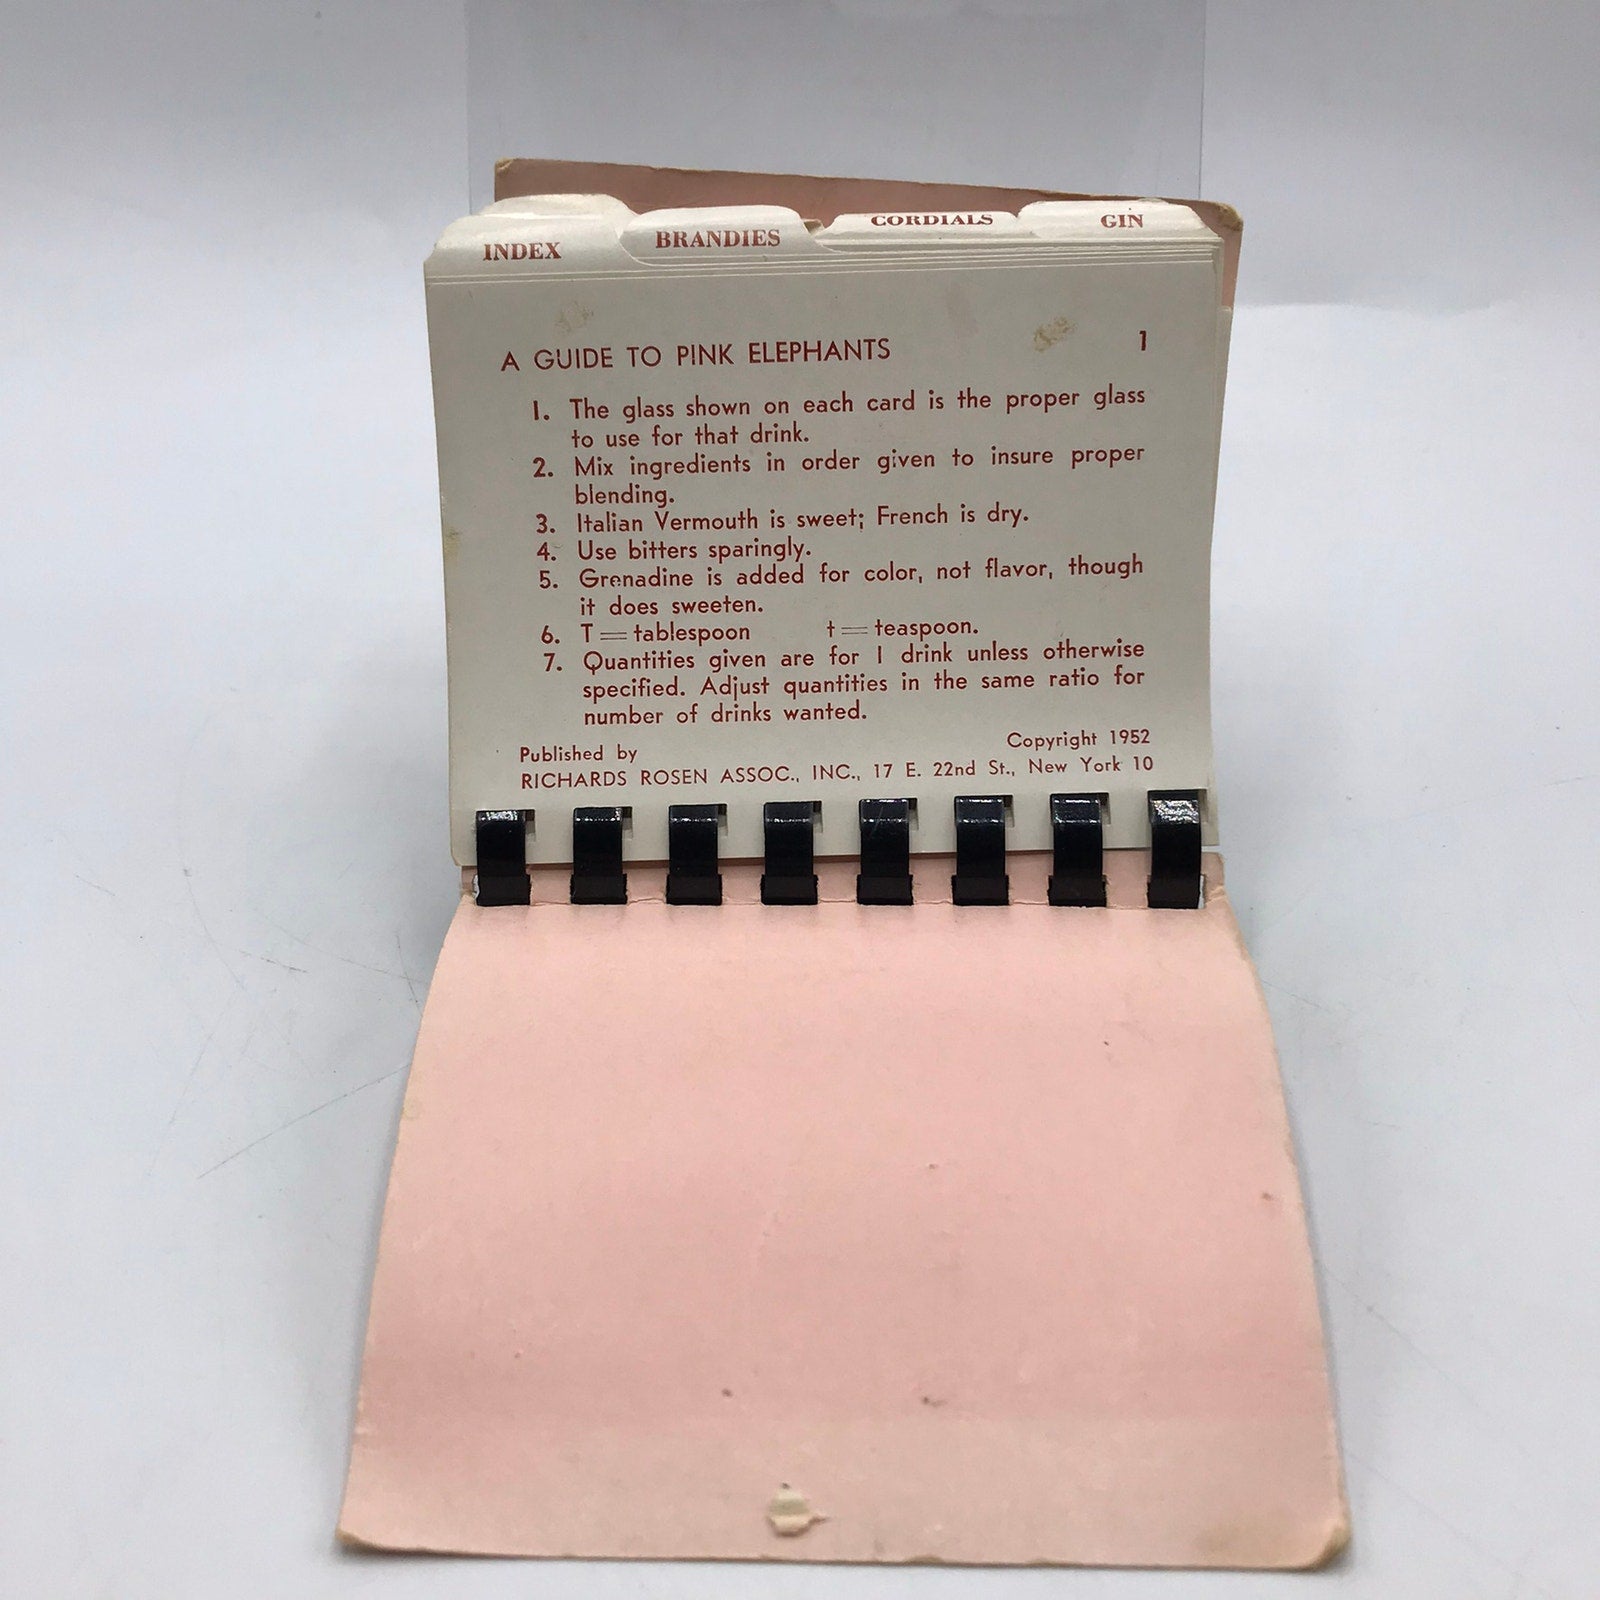 INDEX BRANDIES CORDIALS GIN
A GUIDE TO PINK ELEPHANTS 1
1. The glass shown on each card is the proper glass
to use for that drink.
2. Mix ingredients in order given to insure proper
blending.
3. Italian Vermouth is sweet; French is dry.
4. Use bitters sparingly.
5. Grenadine is added for color, not flavor, though
it does sweeten.
6. T = tablespoon t = teaspoon.
7. Quantities given are for 1 drink unless otherwise
specified. Adjust quantities in the same ratio for
number of drinks wanted.
Published by Copyright 1952
RICHARDS ROSEN ASSOC., INC., 17 E. 22nd St., New York 10